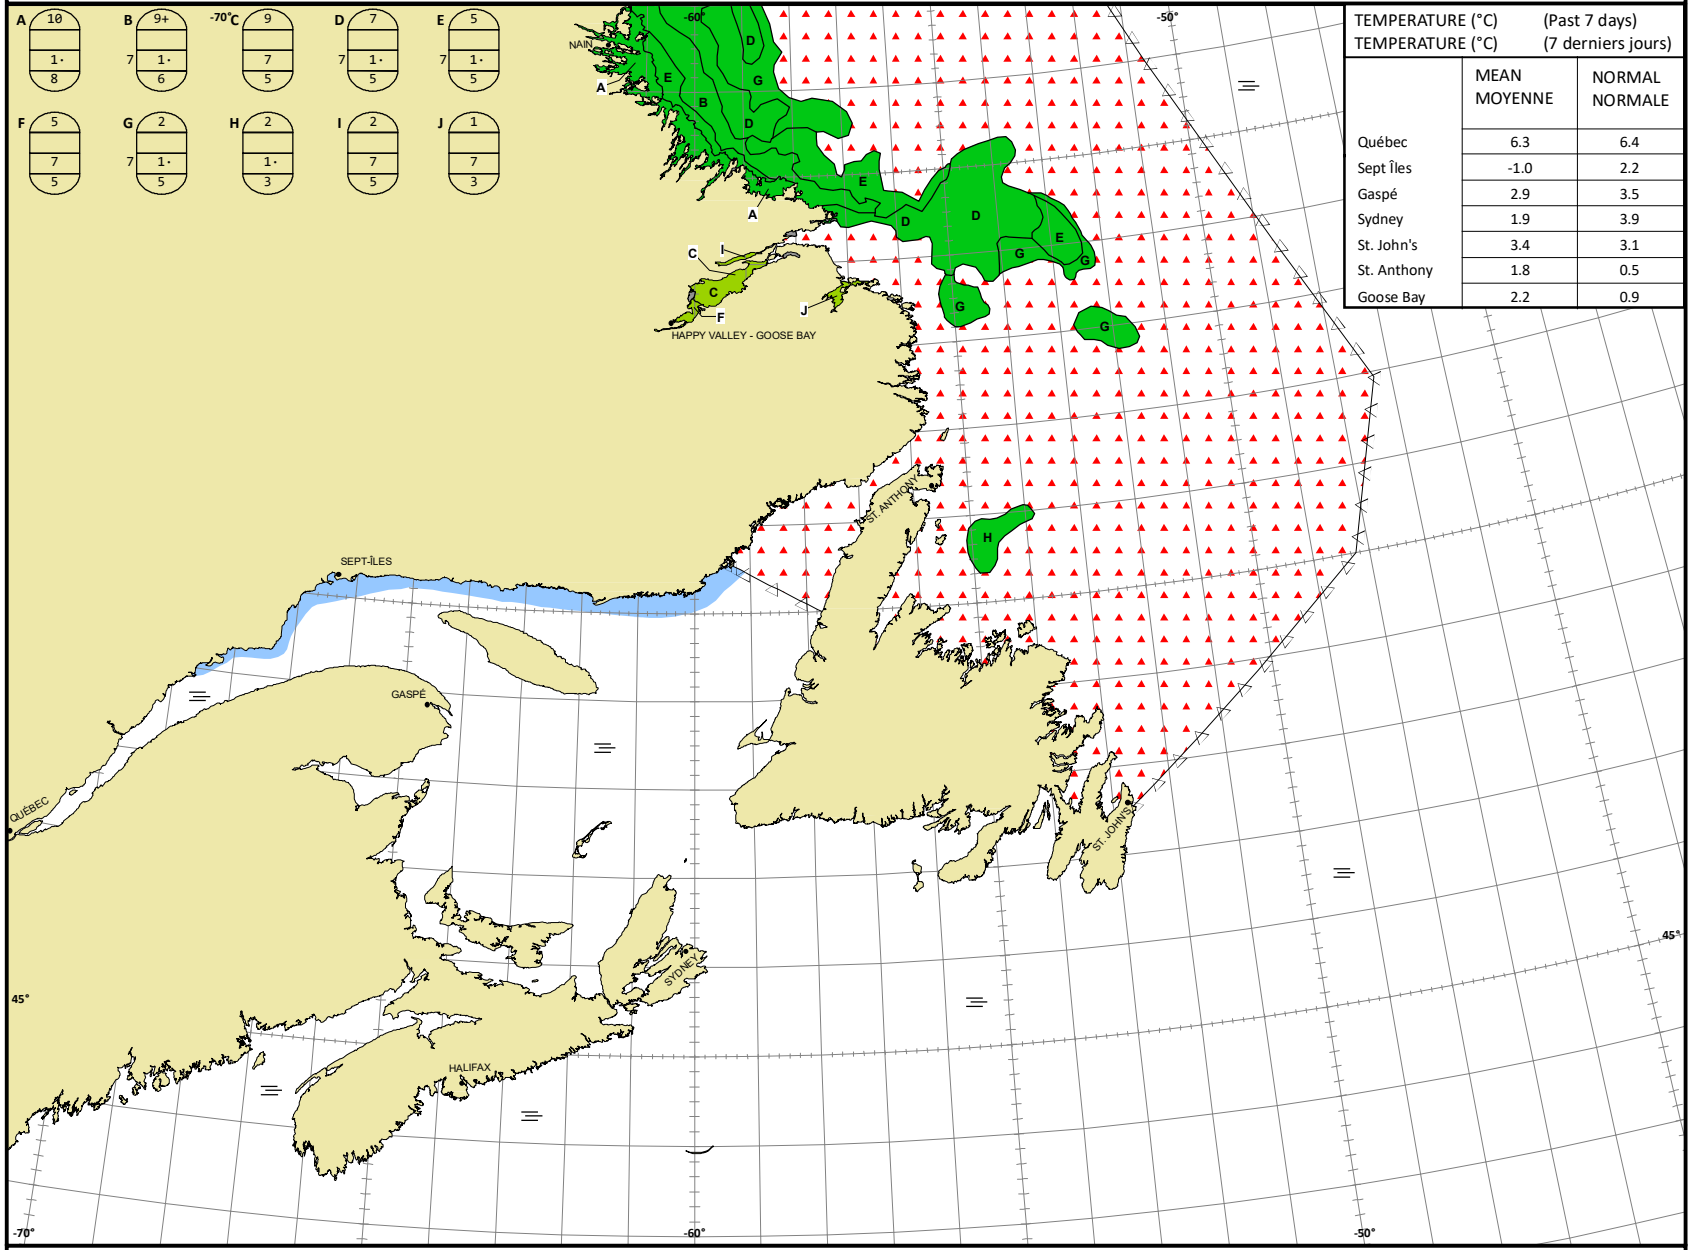 A 10 B 9+ -70° C 9 D 7 E 5
1· 7 1· 7 7 1· 7 1·
8 6 5 5 5
F 5 G 2 H 2 I 2 J 1
7 7 1· 1· 7 7
5 5 3 5 3
-60°
-50°
TEMPERATURE (°C) (Past 7 days)
TEMPERATURE (°C) (7 derniers jours)
MEAN NORMAL
MOYENNE NORMALE
Québec 6.3 6.4
Sept Îles -1.0 2.2
Gaspé 2.9 3.5
Sydney 1.9 3.9
St. John's 3.4 3.1
St. Anthony 1.8 0.5
Goose Bay 2.2 0.9
NAIN
D
E
G
A
B
D
E
A
D
D
E
G
G
I
C
C
F
J
G
G
HAPPY VALLEY - GOOSE BAY
ST. ANTHONY
H
SEPT-ÎLES
GASPÉ
QUÉBEC
ST. JOHN'S
SYDNEY
HALIFAX
45°
45°
-70°
-60°
-50°